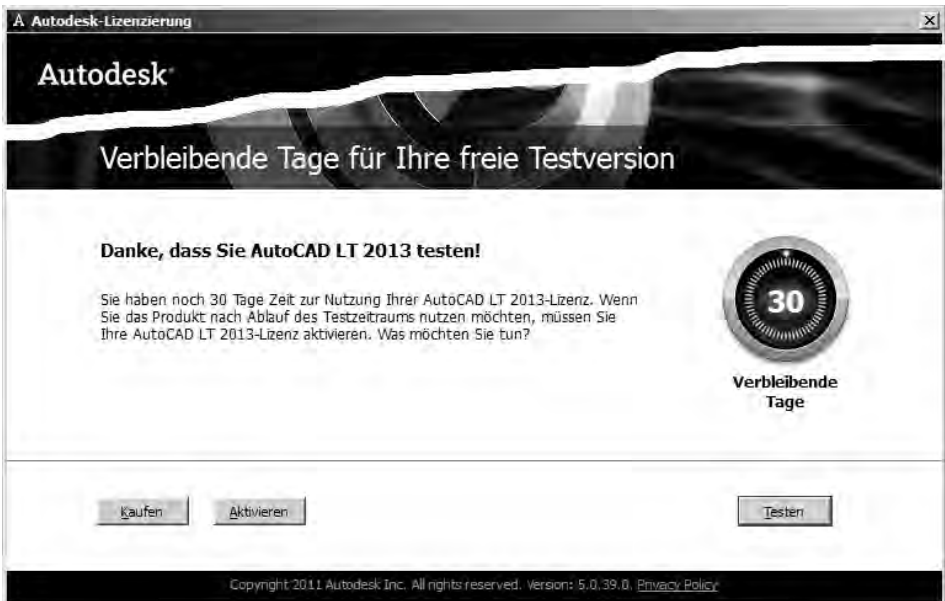 Autodesk-Lizenzierung
Autodesk
Verbleibende Tage für Ihre freie Testversion
Danke, dass Sie AutoCAD LT 2013 testen!
Sie haben noch 30 Tage Zeit zur Nutzung Ihrer AutoCAD LT 2013-Lizenz. Wenn
Sie das Produkt nach Ablauf des Testzeitraums nutzen möchten, müssen Sie
Ihre AutoCAD LT 2013-Lizenz aktivieren. Was möchten Sie tun?
30
Verbleibende
Tage
Kaufen
Aktivieren
Testen
Copyright 2011 Autodesk Inc. All rights reserved. Version: 5.0.39.0. Privacy Policy